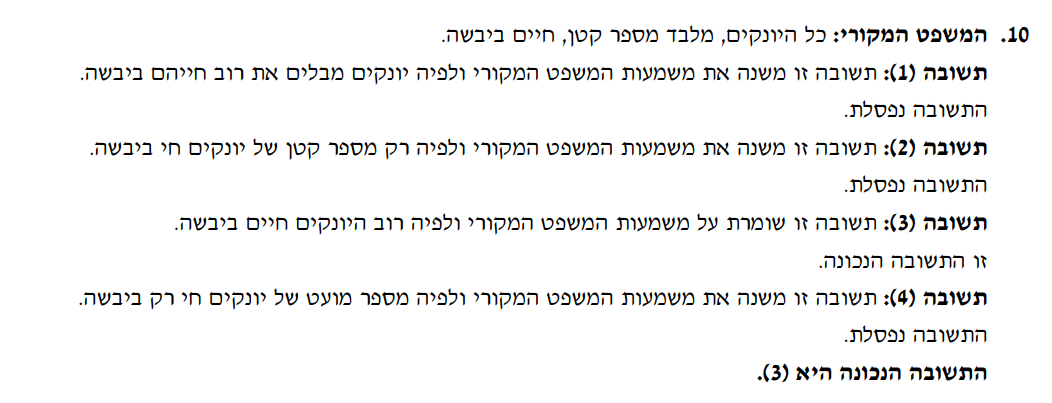 10. המשפט המקורי: כל היונקים, מלבד מספר קטן, חיים ביבשה.
תשובה (1): תשובה זו משנה את משמעות המשפט המקורי ולפיה יונקים מבלים את רוב חייהם ביבשה.
התשובה נפסלת.
תשובה (2): תשובה זו משנה את משמעות המשפט המקורי ולפיה רק מספר קטן של יונקים חי ביבשה.
התשובה נפסלת.
תשובה (3): תשובה זו שומרת על משמעות המשפט המקורי ולפיה רוב היונקים חיים ביבשה.
זו התשובה הנכונה.
תשובה (4): תשובה זו משנה את משמעות המשפט המקורי ולפיה מספר מועט של יונקים חי רק ביבשה.
התשובה נפסלת.
התשובה הנכונה היא (3).